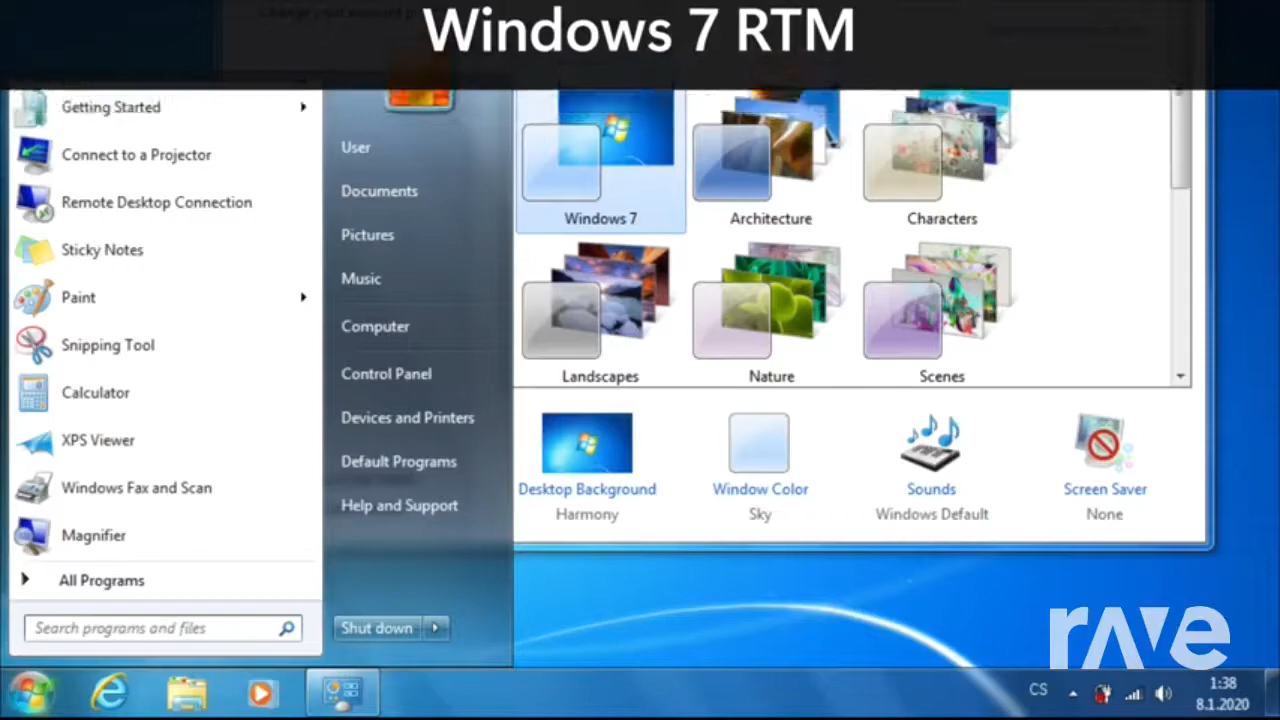 Windows 7 RTM
Getting Started
Connect to a Projector
Remote Desktop Connection
Sticky Notes
Paint
Snipping Tool
Calculator
XPS Viewer
Windows Fax and Scan
Magnifier
All Programs
Search programs and files
User
Documents
Pictures
Music
Computer
Control Panel
Devices and Printers
Default Programs
Help and Support
Shut down
Windows 7
Architecture
Characters
Landscapes
Nature
Scenes
Desktop Background
Harmony
Window Color
Sky
Sounds
Windows Default
Screen Saver
None
rave
CS
1:38
8.1.2020